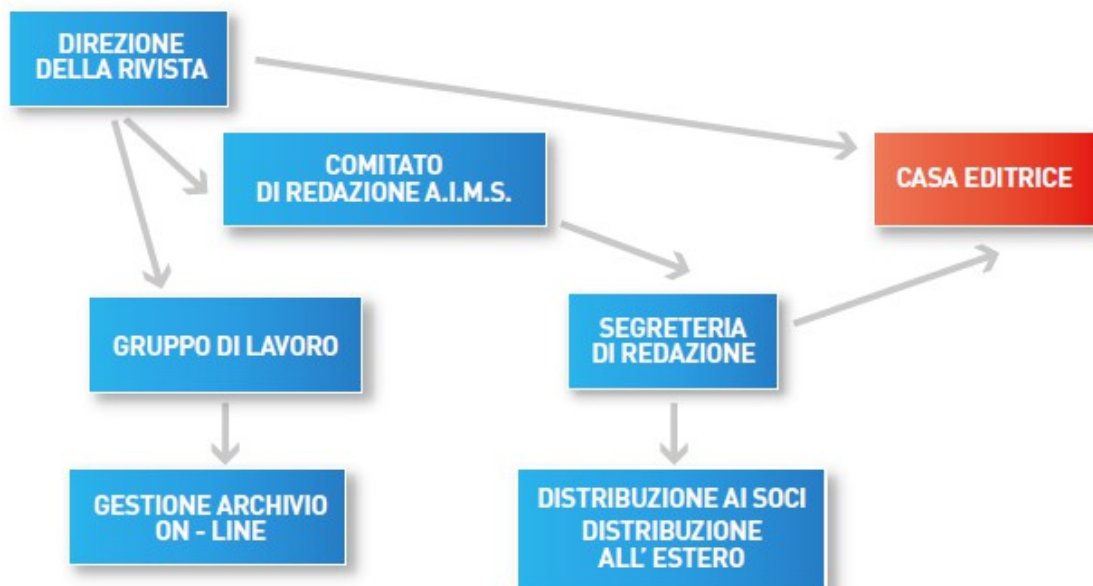 DIREZIONE
DELLA RIVISTA
COMITATO
DI REDAZIONE A.I.M.S.
CASA EDITRICE
GRUPPO DI LAVORO
SEGRETERIA
DI REDAZIONE
GESTIONE ARCHIVIO
ON - LINE
DISTRIBUZIONE AI SOCI
DISTRIBUZIONE
ALL' ESTERO